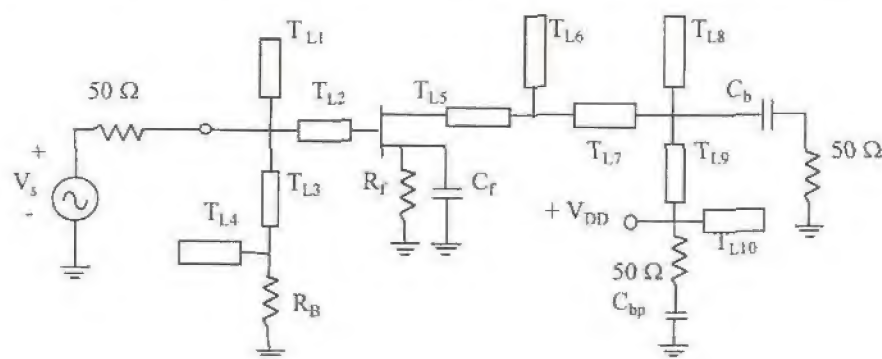 T_L1
T_L6
T_L8
50 Ω
T_L2
T_L5
C_b
+
V_s
-
T_L3
R_f
C_f
T_L7
T_L9
50 Ω
T_L4
+ V_DD
T_L10
50 Ω
R_B
C_bp